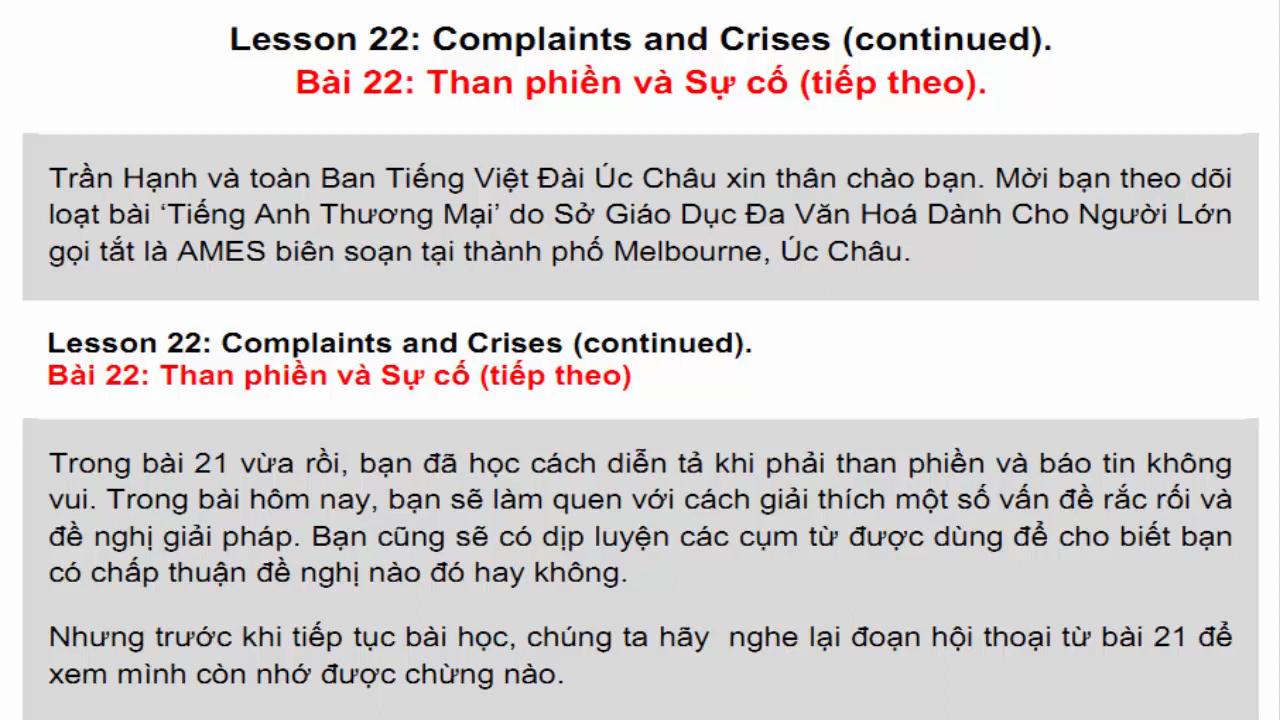 Lesson 22: Complaints and Crises (continued).
Bài 22: Than phiền và Sự cố (tiếp theo).
Trần Hạnh và toàn Ban Tiếng Việt Đài Úc Châu xin thân chào bạn. Mời bạn theo dõi
loạt bài ‘Tiếng Anh Thương Mại’ do Sở Giáo Dục Đa Văn Hoá Dành Cho Người Lớn
gọi tắt là AMES biên soạn tại thành phố Melbourne, Úc Châu.
Lesson 22: Complaints and Crises (continued).
Bài 22: Than phiền và Sự cố (tiếp theo)
Trong bài 21 vừa rồi, bạn đã học cách diễn tả khi phải than phiền và báo tin không
vui. Trong bài hôm nay, bạn sẽ làm quen với cách giải thích một số vấn đề rắc rối và
đề nghị giải pháp. Bạn cũng sẽ có dịp luyện các cụm từ được dùng để cho biết bạn
có chấp thuận đề nghị nào đó hay không.
Nhưng trước khi tiếp tục bài học, chúng ta hãy nghe lại đoạn hội thoại từ bài 21 để
xem mình còn nhớ được chừng nào.